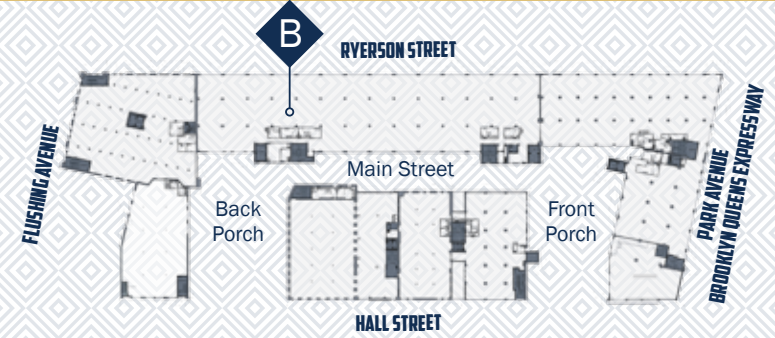 B
RYERSON STREET
FLUSHING AVENUE
Main Street
Back
Porch
Front
Porch
PARK AVENUE
BROOKLYN QUEENS EXPRESSWAY
HALL STREET